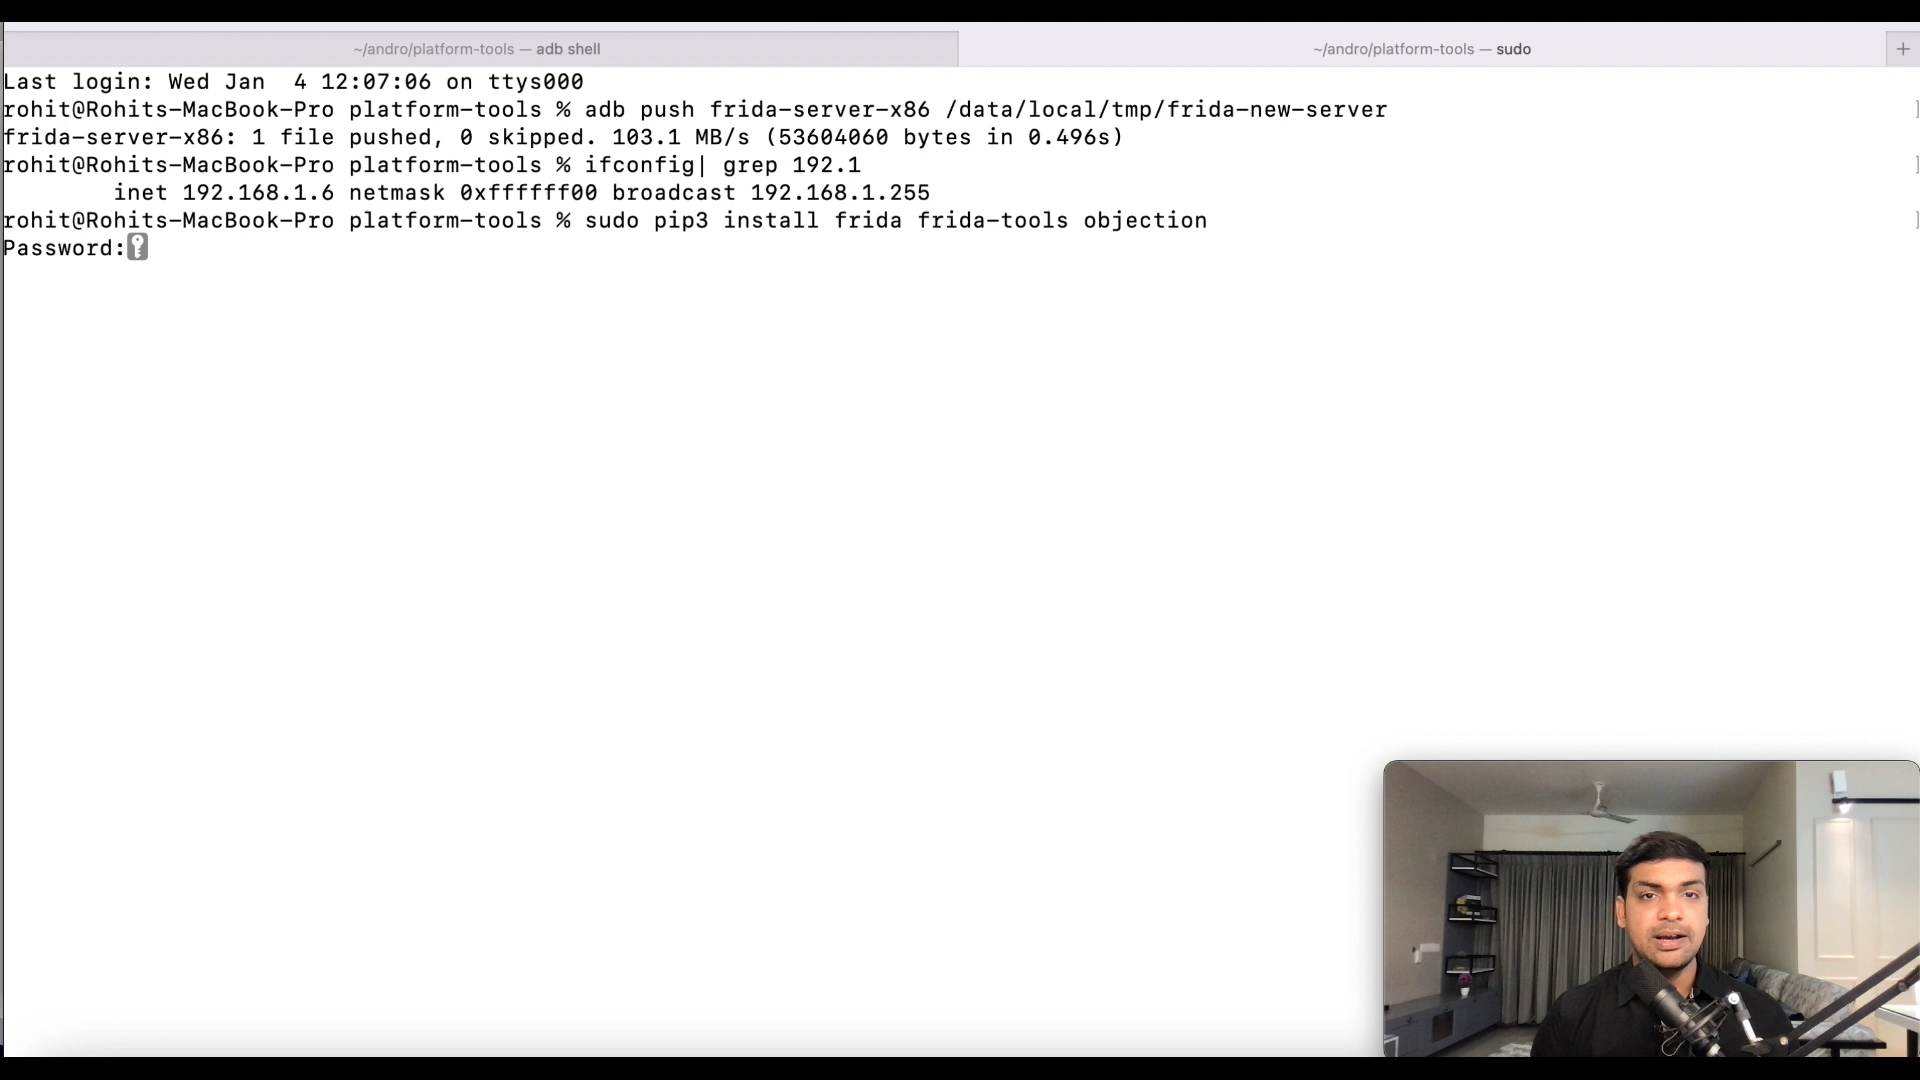 ~/andro/platform-tools — adb shell
~/andro/platform-tools — sudo
Last login: Wed Jan  4 12:07:06 on ttys000
rohit@Rohits-MacBook-Pro platform-tools % adb push frida-server-x86 /data/local/tmp/frida-new-server
frida-server-x86: 1 file pushed, 0 skipped. 103.1 MB/s (53604060 bytes in 0.496s)
rohit@Rohits-MacBook-Pro platform-tools % ifconfig| grep 192.1
        inet 192.168.1.6 netmask 0xffffff00 broadcast 192.168.1.255
rohit@Rohits-MacBook-Pro platform-tools % sudo pip3 install frida frida-tools objection
Password: